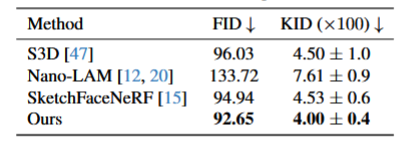 Method FID ↓ KID (×100) ↓
S3D [47] 96.03 4.50 ± 1.0
Nano-LAM [12, 20] 133.72 7.61 ± 0.9
SketchFaceNeRF [15] 94.94 4.53 ± 0.6
Ours 92.65 4.00 ± 0.4